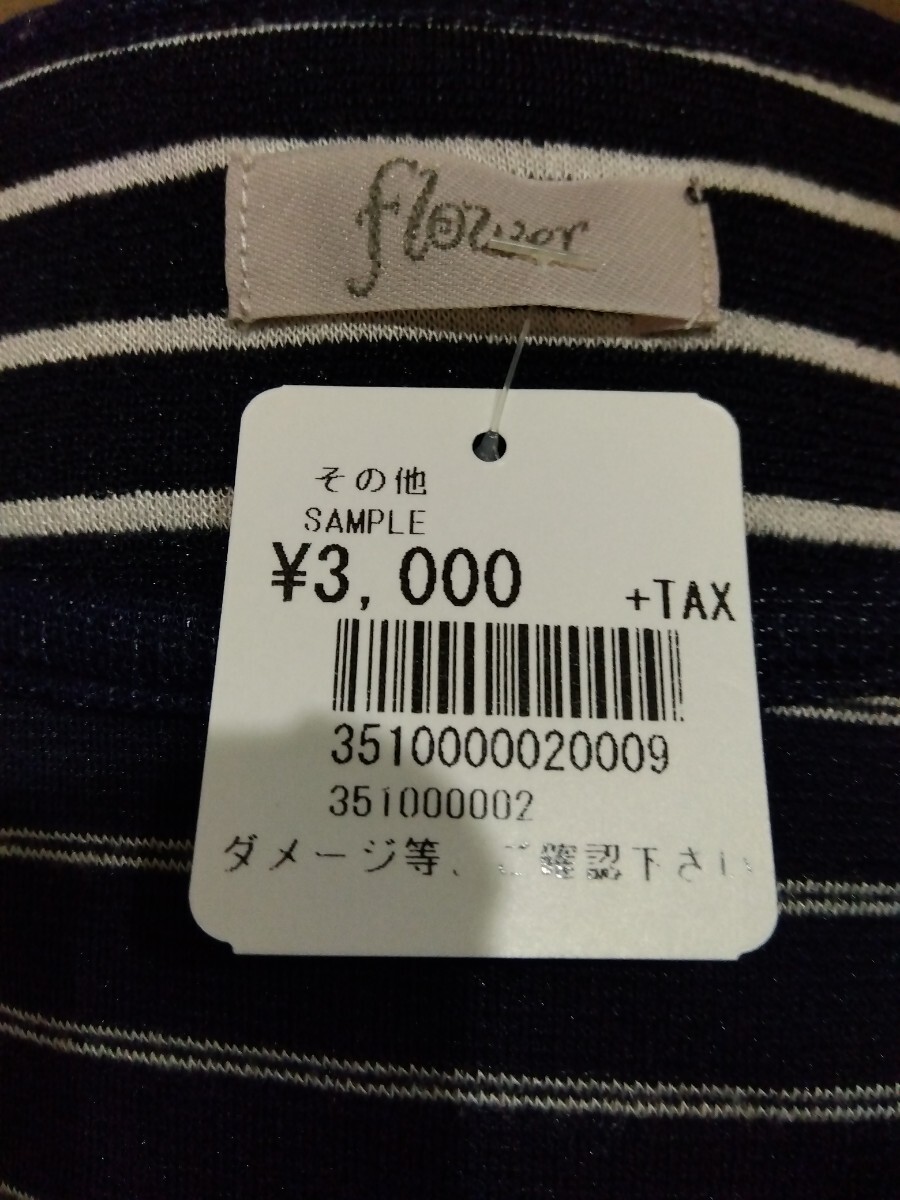 flower
その他
SAMPLE
¥3,000 +TAX
3510000020009
351000002
ダメージ等、ご確認下さい